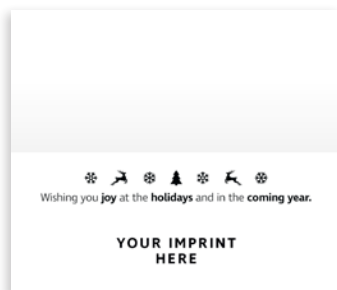 Wishing you joy at the holidays and in the coming year.
YOUR IMPRINT
HERE